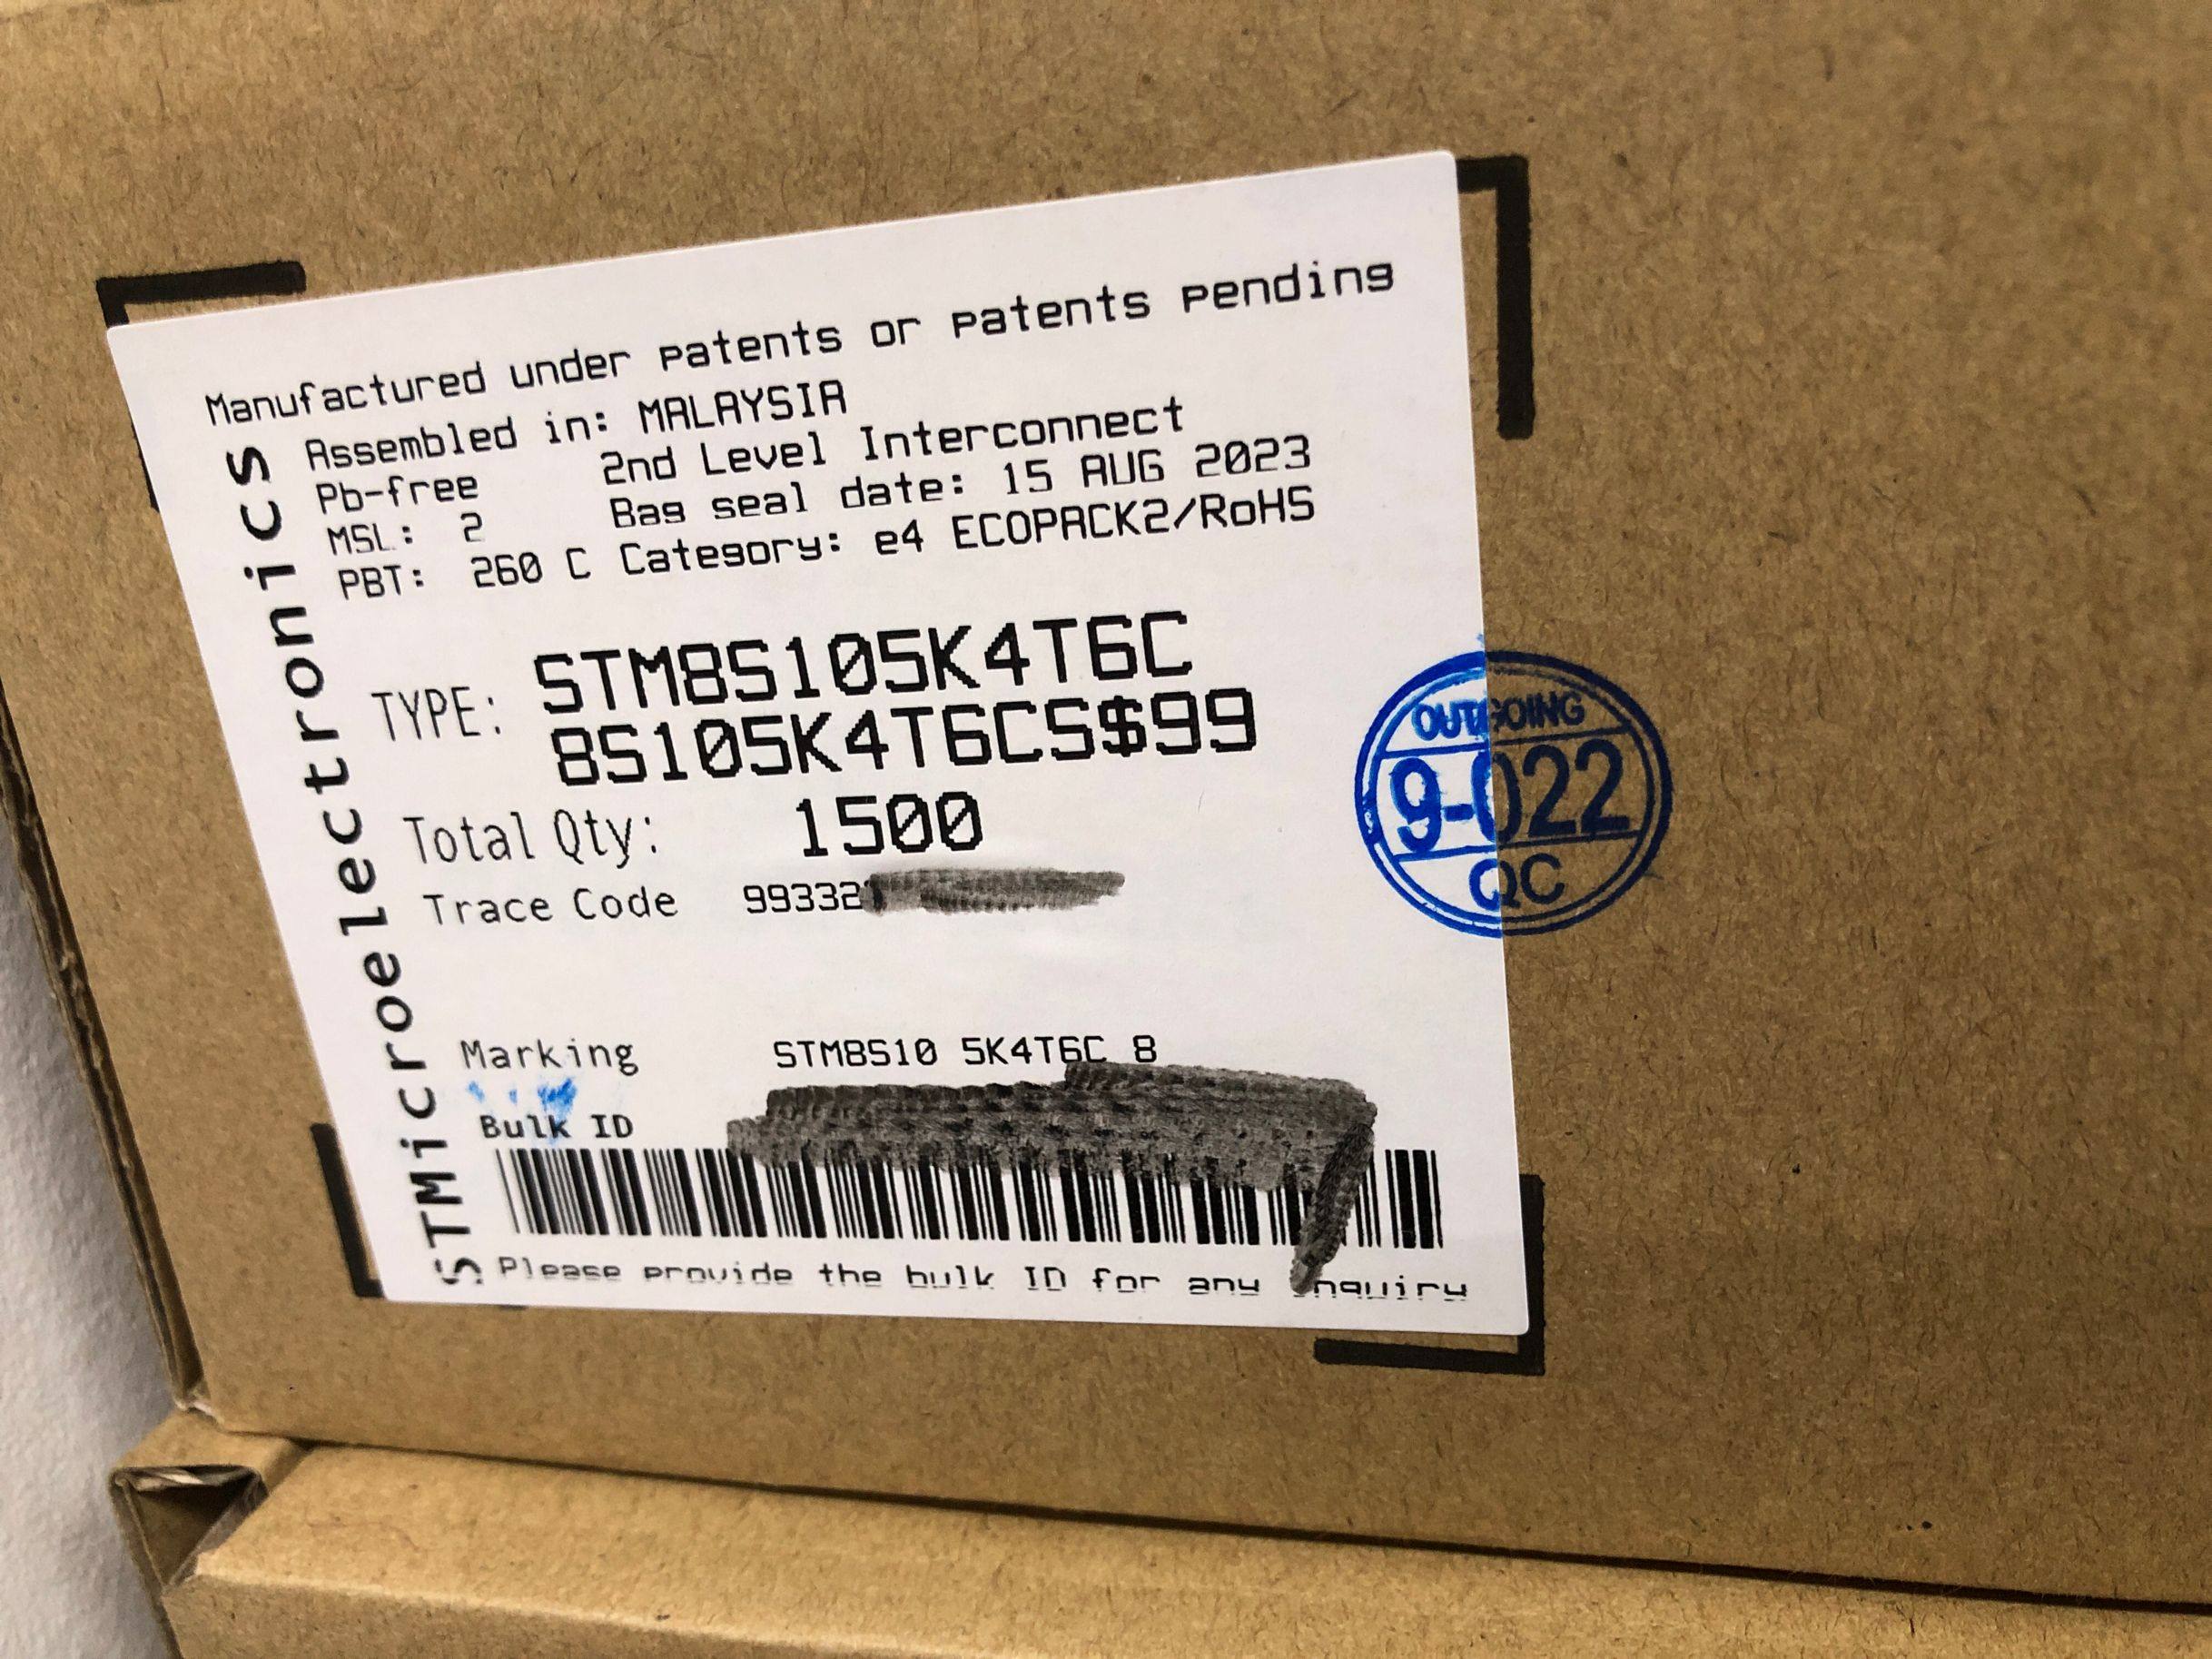 Manufactured under patents or patents pending
Assembled in: MALAYSIA
Pb-free 2nd Level Interconnect
MSL: 2 Bag seal date: 15 AUG 2023
PBT: 260 C Category: e4 ECOPACK2/RoHS
TYPE: STM8S105K4T6C
8S105K4T6CS$99
Total Qty: 1500
Trace Code 99332
Marking STM8S10 5K4T6C 8
Bulk ID
Please provide the bulk ID for any inquiry
STMicroelectronics
OUTGOING
9-022
QC